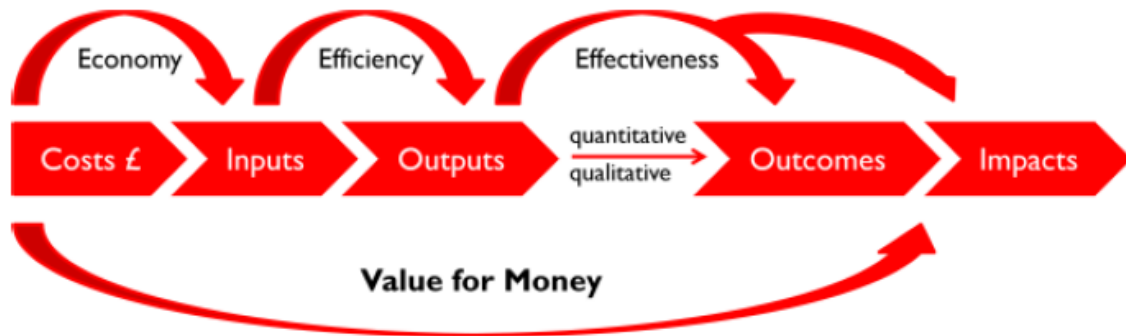 Economy
Efficiency
Effectiveness
Costs £
Inputs
Outputs
quantitative
qualitative
Outcomes
Impacts
Value for Money